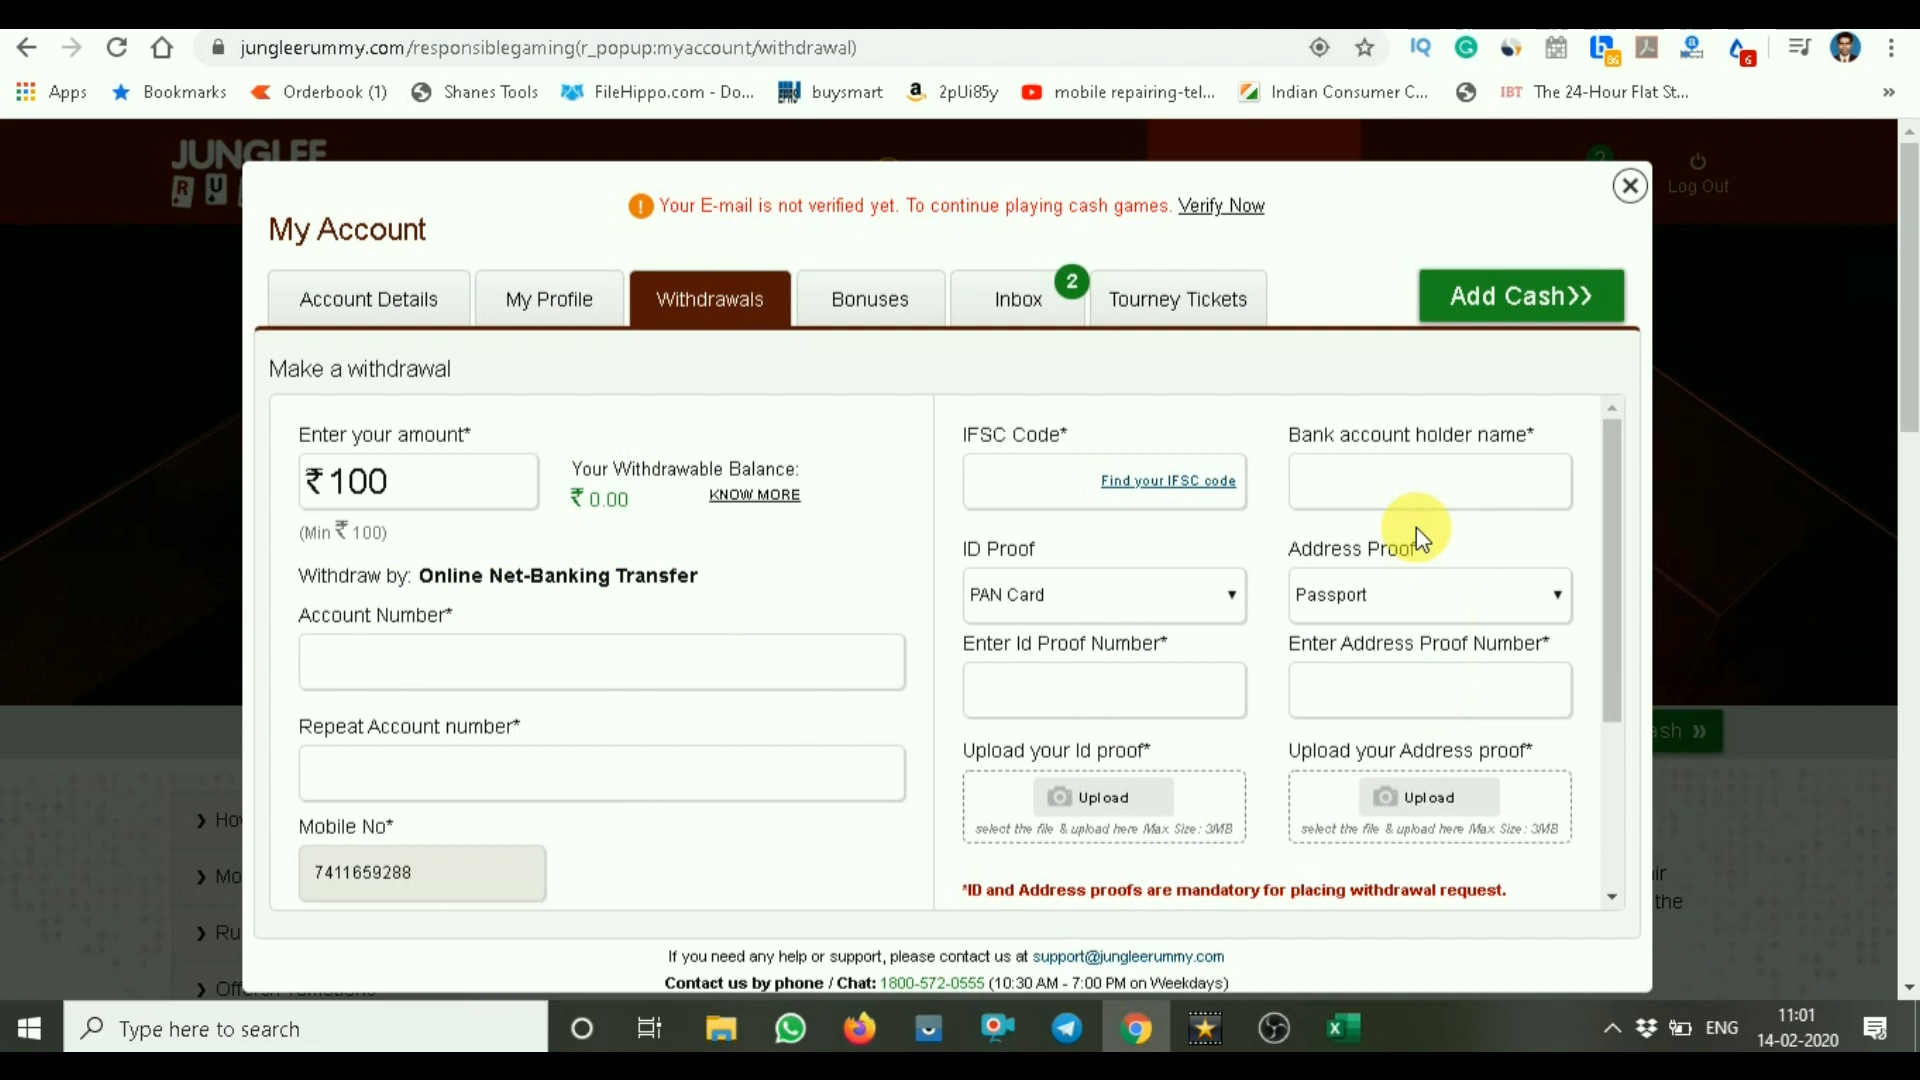 jungleerummy.com/responsiblegaming(r_popup:myaccount/withdrawal)
IQ
86
6
Apps
Bookmarks
Orderbook (1)
Shanes Tools
FileHippo.com - Do...
buysmart
2pUi85y
mobile repairing-tel...
Indian Consumer C...
IBT The 24-Hour Flat St...
»
JUNGLEE
R U
2
Log Out
Your E-mail is not verified yet. To continue playing cash games. Verify Now
My Account
Account Details
My Profile
Withdrawals
Bonuses
Inbox
2
Tourney Tickets
Add Cash>>
Make a withdrawal
Enter your amount*
₹ 100
Your Withdrawable Balance:
₹ 0.00
KNOW MORE
(Min ₹ 100)
Withdraw by: Online Net-Banking Transfer
Account Number*
Repeat Account number*
Mobile No*
7411659288
IFSC Code*
Find your IFSC code
Bank account holder name*
ID Proof
PAN Card
Address Proof
Passport
Enter Id Proof Number*
Enter Address Proof Number*
Upload your Id proof*
Upload
select the file & upload here Max Size : 3MB
Upload your Address proof*
Upload
select the file & upload here Max Size : 3MB
*ID and Address proofs are mandatory for placing withdrawal request.
If you need any help or support, please contact us at support@jungleerummy.com
Contact us by phone / Chat: 1800-572-0555 (10:30 AM - 7:00 PM on Weekdays)
Type here to search
ENG
11:01
14-02-2020